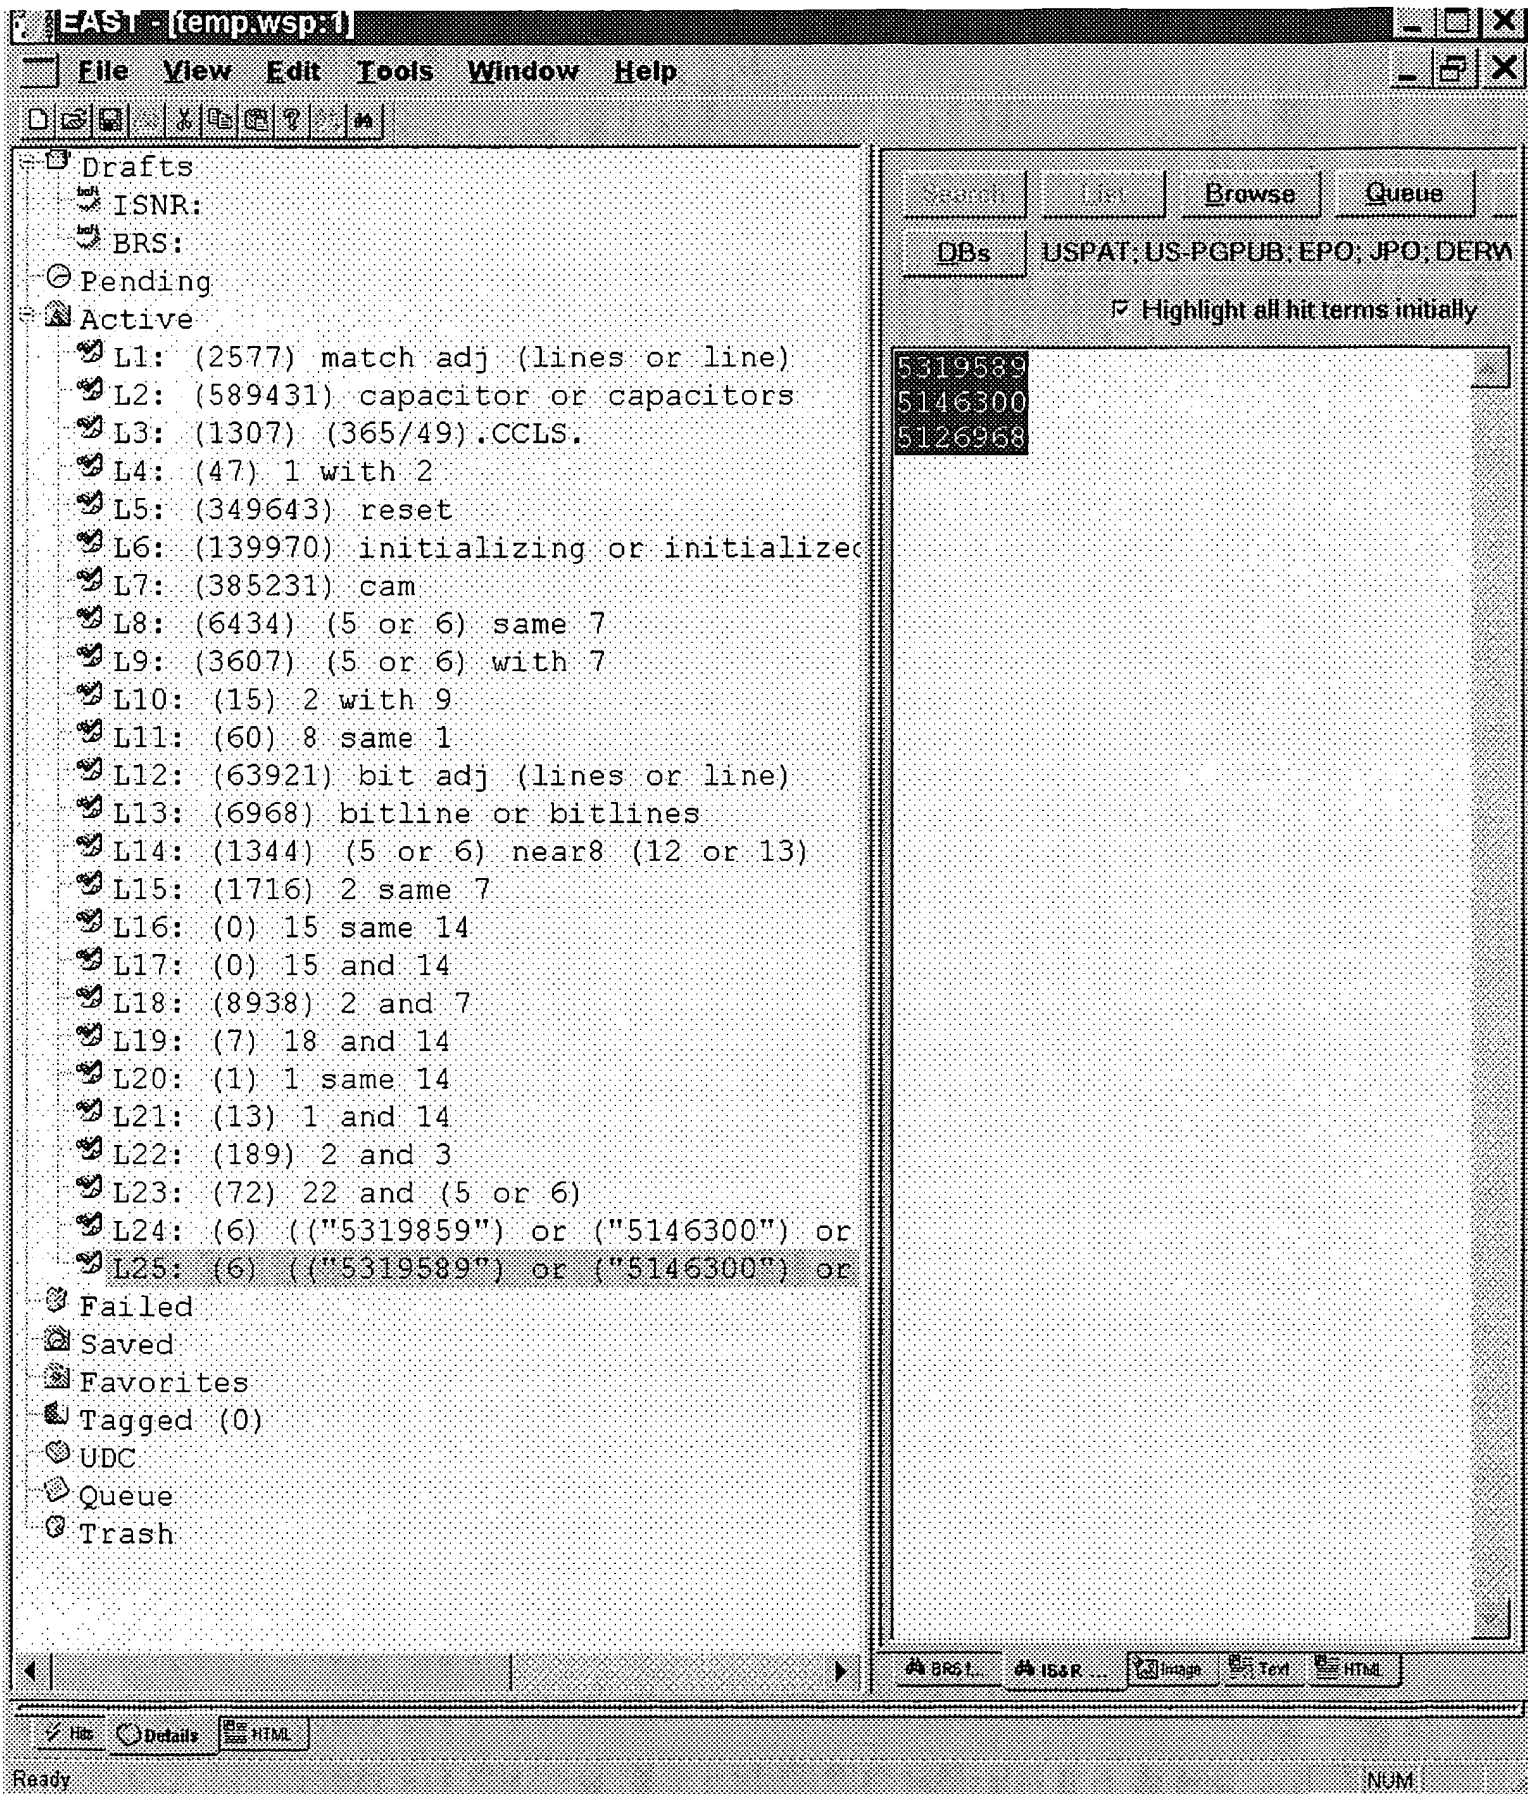 EAST - [temp.wsp:1]
File View Edit Tools Window Help
Drafts
ISNR:
BRS:
Pending
Active
L1: (2577) match adj (lines or line)
L2: (589431) capacitor or capacitors
L3: (1307) (365/49).CCLS.
L4: (47) 1 with 2
L5: (349643) reset
L6: (139970) initializing or initialized
L7: (385231) cam
L8: (6434) (5 or 6) same 7
L9: (3607) (5 or 6) with 7
L10: (15) 2 with 9
L11: (60) 8 same 1
L12: (63921) bit adj (lines or line)
L13: (6968) bitline or bitlines
L14: (1344) (5 or 6) near8 (12 or 13)
L15: (1716) 2 same 7
L16: (0) 15 same 14
L17: (0) 15 and 14
L18: (8938) 2 and 7
L19: (7) 18 and 14
L20: (1) 1 same 14
L21: (13) 1 and 14
L22: (189) 2 and 3
L23: (72) 22 and (5 or 6)
L24: (6) (("5319859") or ("5146300") or
L25: (6) (("5319589") or ("5146300") or
Failed
Saved
Favorites
Tagged (0)
UDC
Queue
Trash
Search List Browse Queue
DBs USPAT; US-PGPUB; EPO; JPO; DERW
Highlight all hit terms initially
5319589
5146300
5126968
BRS f... IS&R ... Image Text HTML
Hits Details HTML
Ready NUM